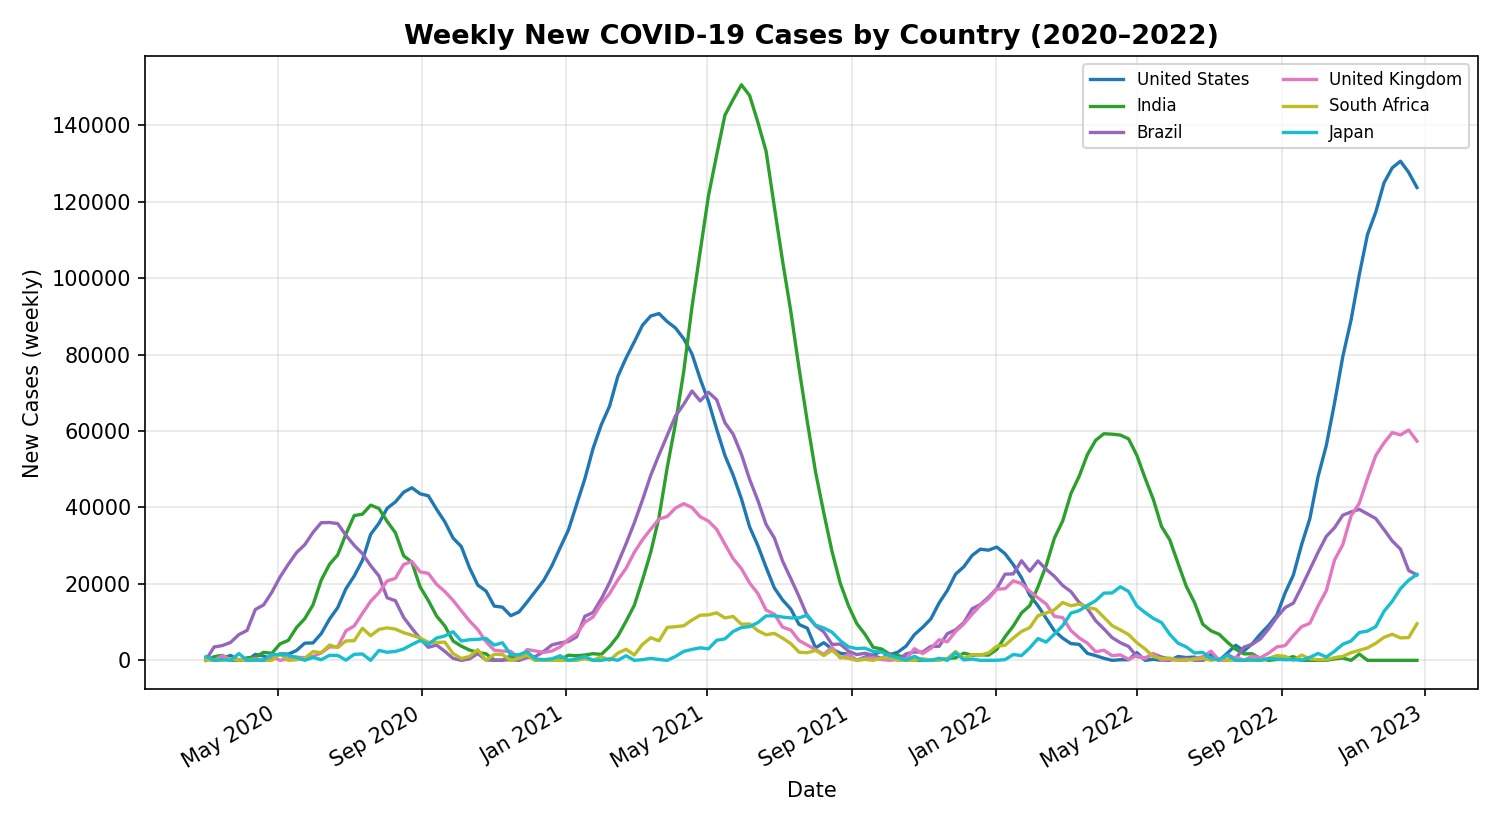 Weekly New COVID-19 Cases by Country (2020–2022)
United States
India
Brazil
United Kingdom
South Africa
Japan
New Cases (weekly)
140000
120000
100000
80000
60000
40000
20000
0
May 2020
Sep 2020
Jan 2021
May 2021
Sep 2021
Jan 2022
May 2022
Sep 2022
Jan 2023
Date